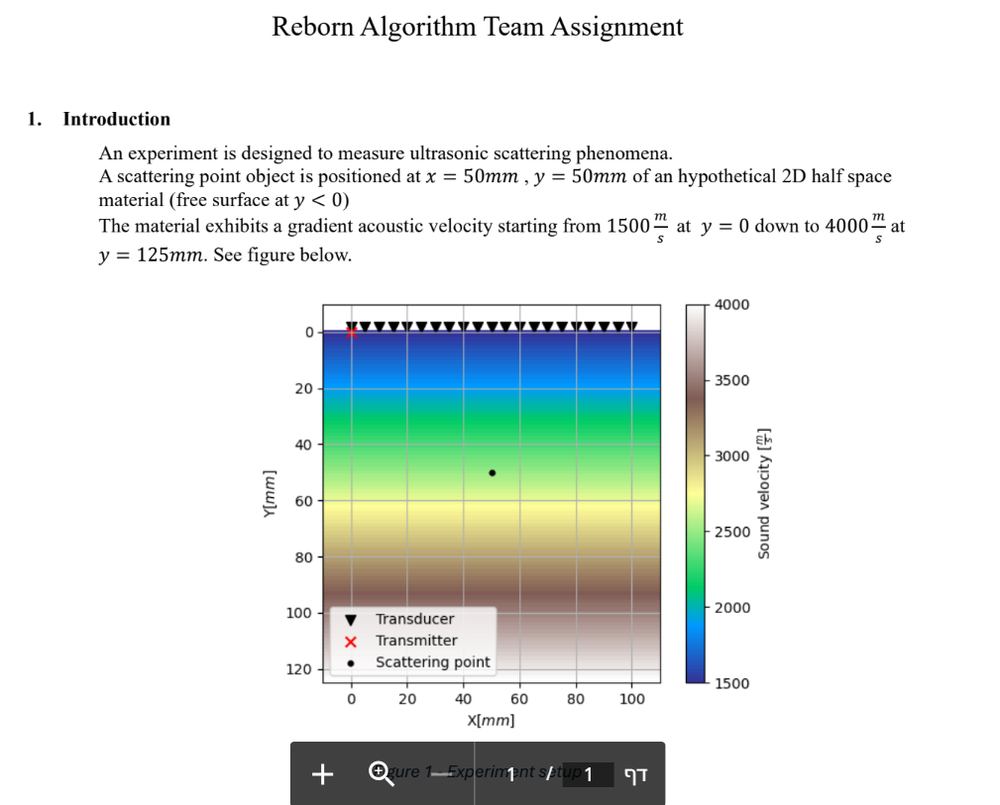 Reborn Algorithm Team Assignment
1. Introduction
An experiment is designed to measure ultrasonic scattering phenomena.
A scattering point object is positioned at x = 50mm , y = 50mm of an hypothetical 2D half space
material (free surface at y < 0)
The material exhibits a gradient acoustic velocity starting from 1500 m/s at y = 0 down to 4000 m/s at
y = 125mm. See figure below.
0
20
40
60
80
100
120
Y[mm]
Transducer
Transmitter
Scattering point
0 20 40 60 80 100
X[mm]
4000
3500
3000
2500
2000
1500
Sound velocity [m/s]
gure 1 - Experiment setup
1 / 1 דף